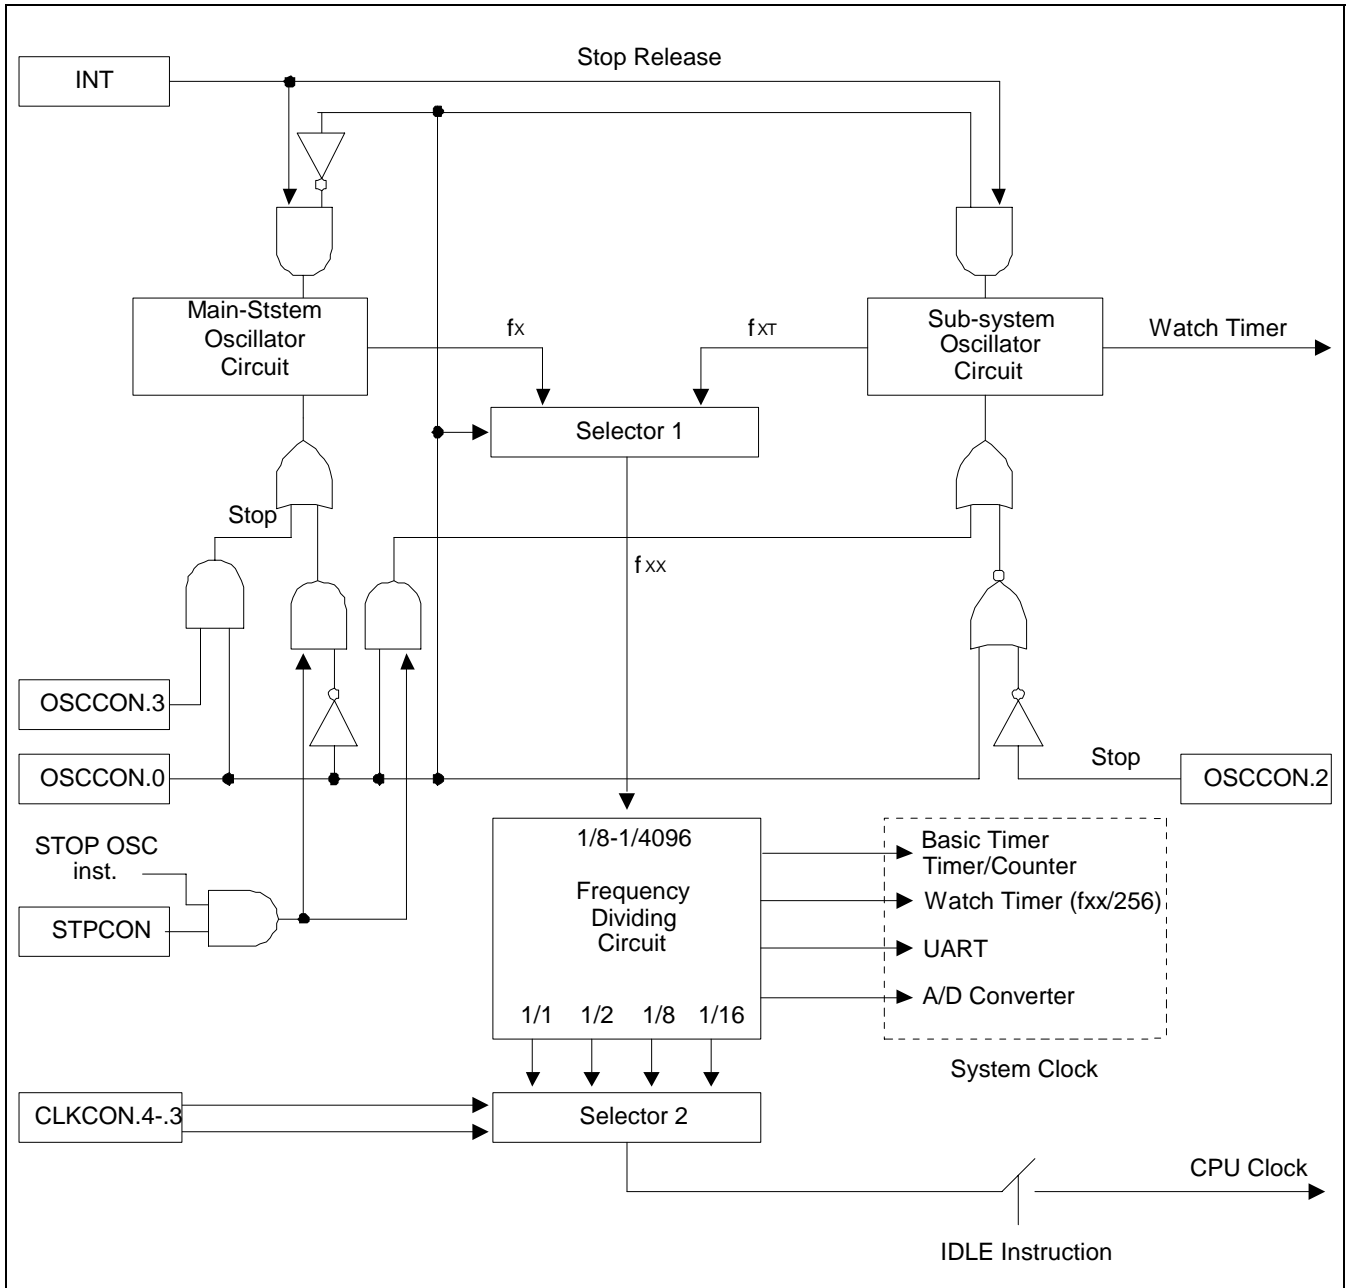 Stop Release
INT
Main-Ststem
Oscillator
Circuit
fx
fXT
Sub-system
Oscillator
Circuit
Watch Timer
Selector 1
Stop
fXX
OSCCON.3
OSCCON.0
Stop
OSCCON.2
STOP OSC
inst.
STPCON
1/8-1/4096
Frequency
Dividing
Circuit
1/1 1/2 1/8 1/16
Basic Timer
Timer/Counter
Watch Timer (fxx/256)
UART
A/D Converter
System Clock
CLKCON.4-.3
Selector 2
CPU Clock
IDLE Instruction